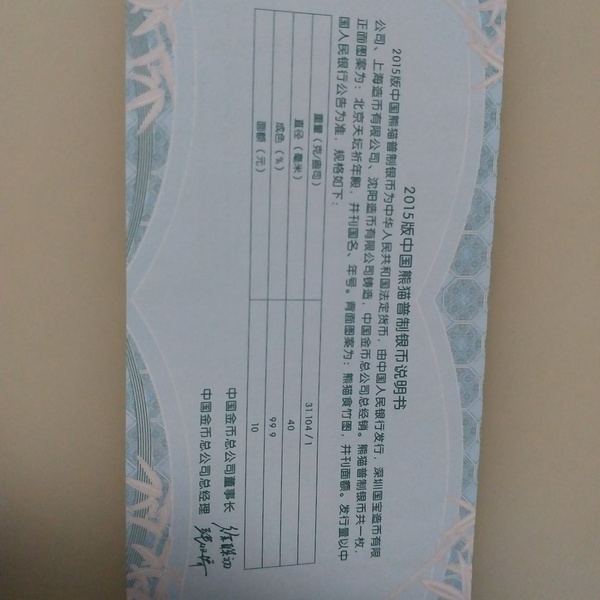 2015版中国熊猫普制银币说明书
2015版中国熊猫普制银币为中华人民共和国法定货币，由中国人民银行发行，深圳国宝造币有限
公司、上海造币有限公司、沈阳造币有限公司铸造，中国金币总公司总经销。熊猫普制银币共一枚，
正面图案为：北京天坛祈年殿，并刊国名、年号。背面图案为：熊猫食竹图，并刊面额。发行量以中
国人民银行公告为准，规格如下：
重量（克/盎司） 31.104 / 1
直径（毫米） 40
成色（%） 99.9
面额（元） 10
中国金币总公司董事长
中国金币总公司总经理